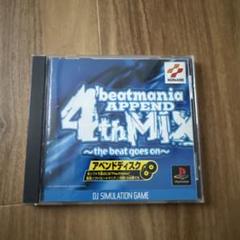 KONAMI
beatmania
APPEND
4thMIX
〜the beat goes on〜
アペンドディスク
DJ SIMULATION GAME
PlayStation